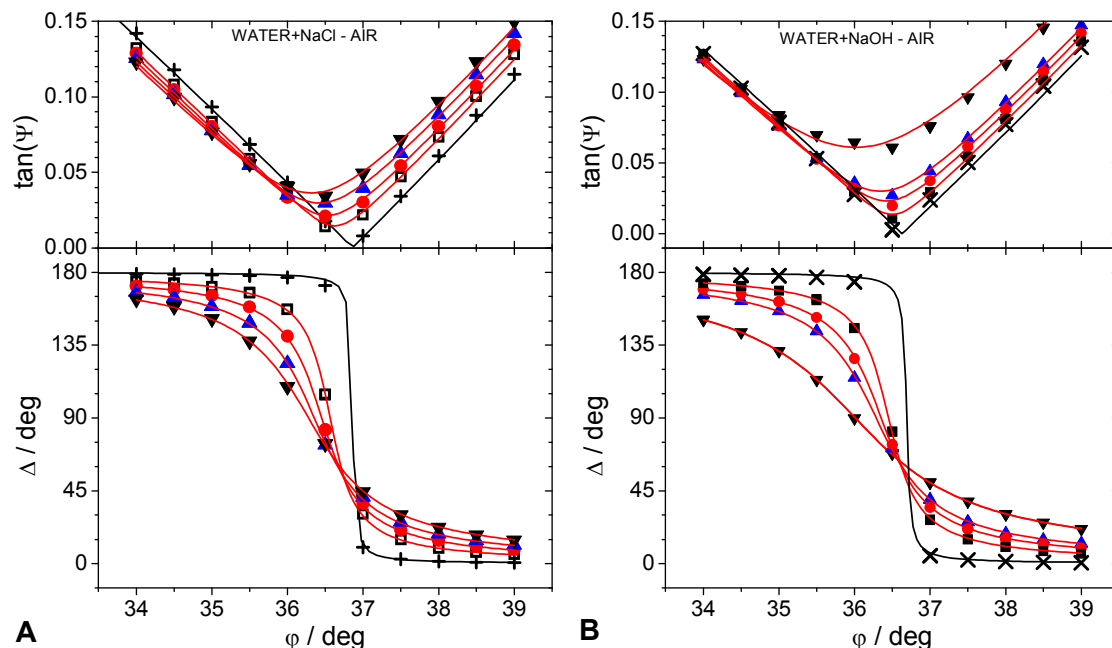 0.15
WATER+NaCl - AIR
0.10
tan(Ψ)
0.05
0.00
180
135
Δ / deg
90
45
0
34 35 36 37 38 39
A
φ / deg
0.15
WATER+NaOH - AIR
0.10
tan(Ψ)
0.05
0.00
180
135
Δ / deg
90
45
0
34 35 36 37 38 39
B
φ / deg